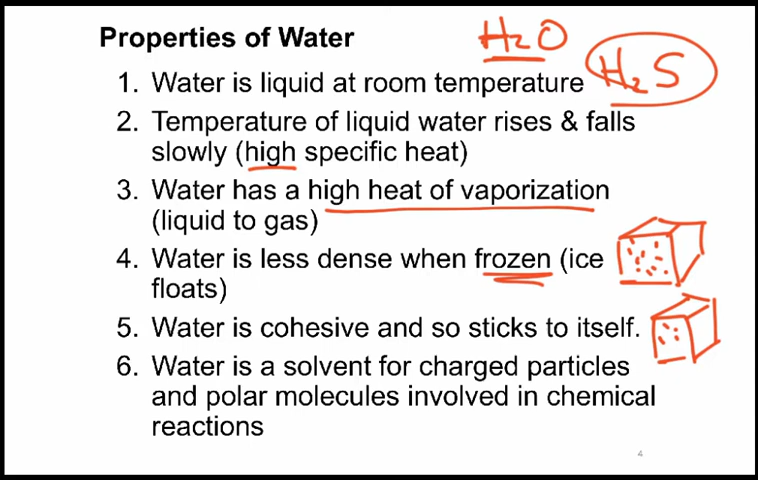 Properties of Water H₂O
1. Water is liquid at room temperature H₂S
2. Temperature of liquid water rises & falls
slowly (high specific heat)
3. Water has a high heat of vaporization
(liquid to gas)
4. Water is less dense when frozen (ice
floats)
5. Water is cohesive and so sticks to itself.
6. Water is a solvent for charged particles
and polar molecules involved in chemical
reactions
4